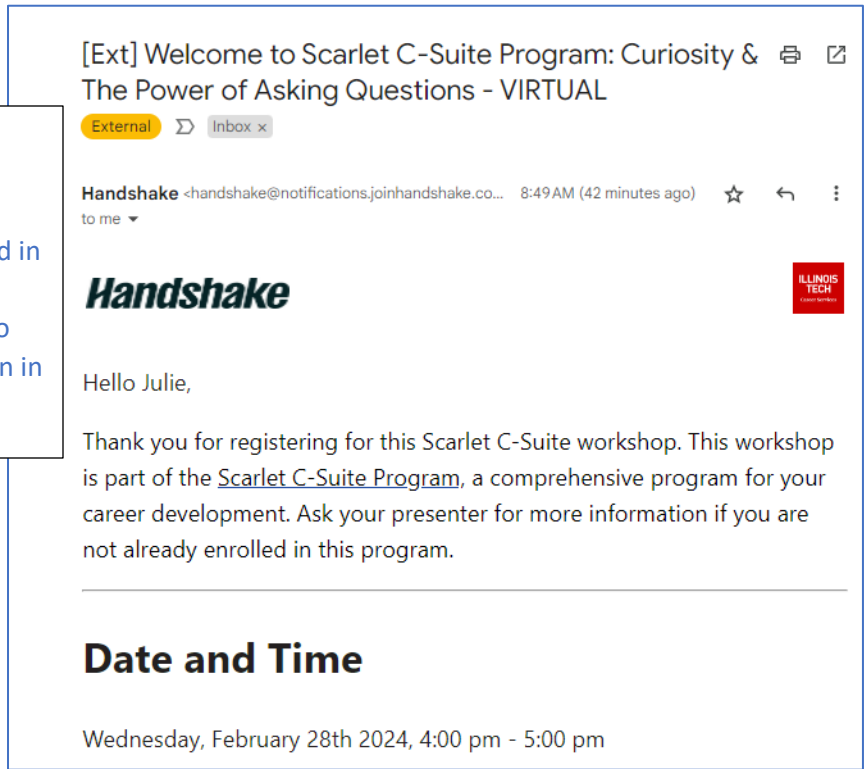 [Ext] Welcome to Scarlet C-Suite Program: Curiosity &
The Power of Asking Questions - VIRTUAL
External
Inbox ×
Handshake <handshake@notifications.joinhandshake.co... 8:49 AM (42 minutes ago)
to me
d in
n in
Handshake
ILLINOIS
TECH
Career Services
Hello Julie,
Thank you for registering for this Scarlet C-Suite workshop. This workshop
is part of the Scarlet C-Suite Program, a comprehensive program for your
career development. Ask your presenter for more information if you are
not already enrolled in this program.
Date and Time
Wednesday, February 28th 2024, 4:00 pm - 5:00 pm